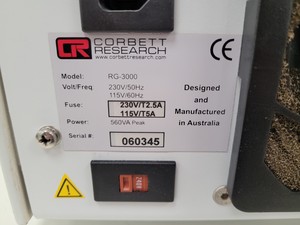 CR CORBETT
RESEARCH
www.corbettresearch.com
CE
Model: RG-3000
Volt/Freq 230V/50Hz
115V/60Hz
Fuse: 230V/T2.5A
115V/T5A
Power: 560VA Peak
Serial #: 060345
Designed
and
Manufactured
in Australia